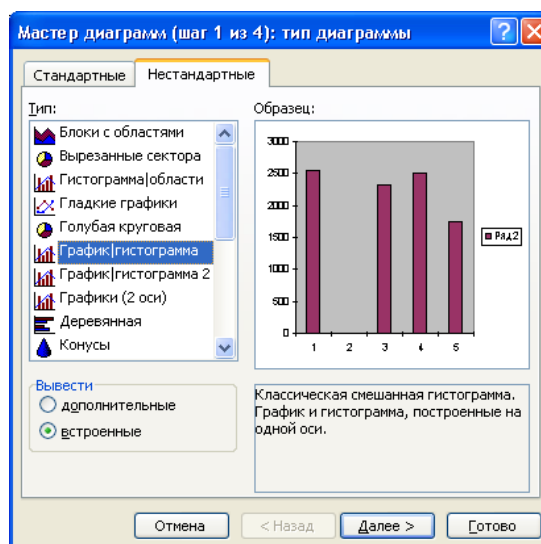 Мастер диаграмм (шаг 1 из 4): тип диаграммы
Стандартные
Нестандартные
Тип:
Блоки с областями
Вырезанные сектора
Гистограмма|области
Гладкие графики
Голубая круговая
График|гистограмма
График|гистограмма 2
Графики (2 оси)
Деревянная
Конусы
Образец:
3000
2500
2000
1500
1000
500
0
1 2 3 4 5
Ряд2
Вывести
дополнительные
встроенные
Классическая смешанная гистограмма.
График и гистограмма, построенные на
одной оси.
Отмена
< Назад
Далее >
Готово